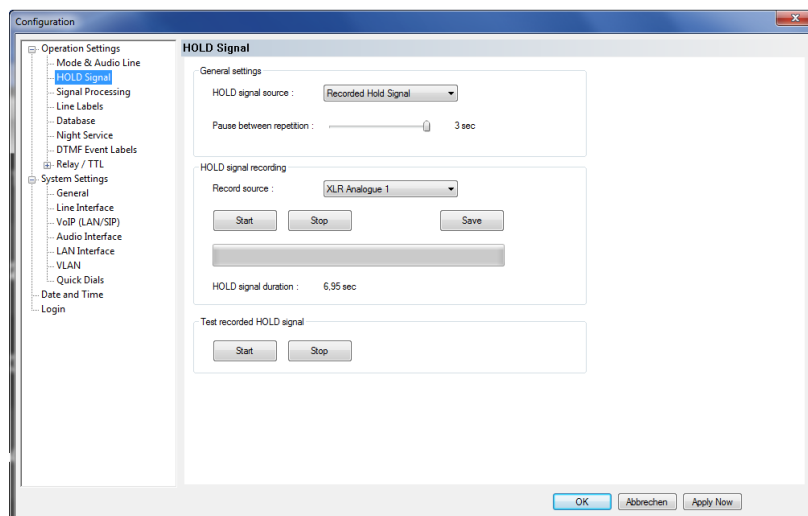 Configuration
Operation Settings
Mode & Audio Line
HOLD Signal
Signal Processing
Line Labels
Database
Night Service
DTMF Event Labels
Relay / TTL
System Settings
General
Line Interface
VoIP (LAN/SIP)
Audio Interface
LAN Interface
VLAN
Quick Dials
Date and Time
Login
HOLD Signal
General settings
HOLD signal source : Recorded Hold Signal
Pause between repetition : 3 sec
HOLD signal recording
Record source : XLR Analogue 1
Start Stop Save
HOLD signal duration : 6,95 sec
Test recorded HOLD signal
Start Stop
OK Abbrechen Apply Now